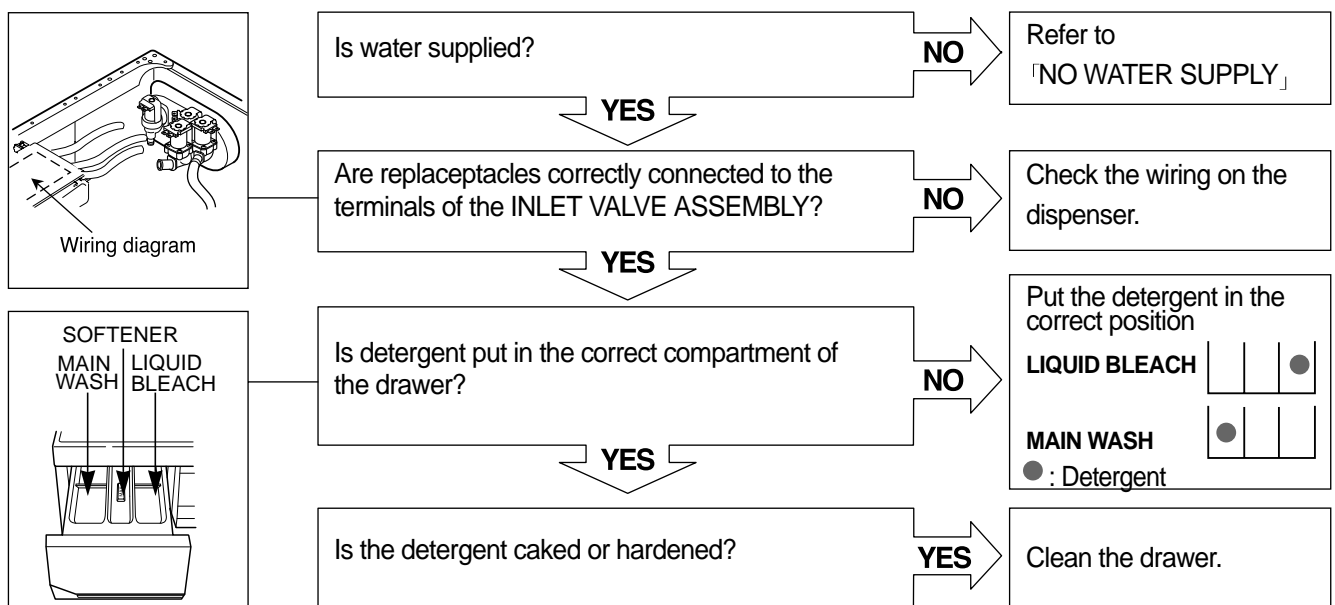 Is water supplied?
NO
Refer to
「NO WATER SUPPLY」
YES
Wiring diagram
Are replaceptacles correctly connected to the
terminals of the INLET VALVE ASSEMBLY?
NO
Check the wiring on the
dispenser.
YES
SOFTENER
MAIN
WASH
LIQUID
BLEACH
Is detergent put in the correct compartment of
the drawer?
NO
Put the detergent in the
correct position
LIQUID BLEACH
MAIN WASH
: Detergent
YES
Is the detergent caked or hardened?
YES
Clean the drawer.